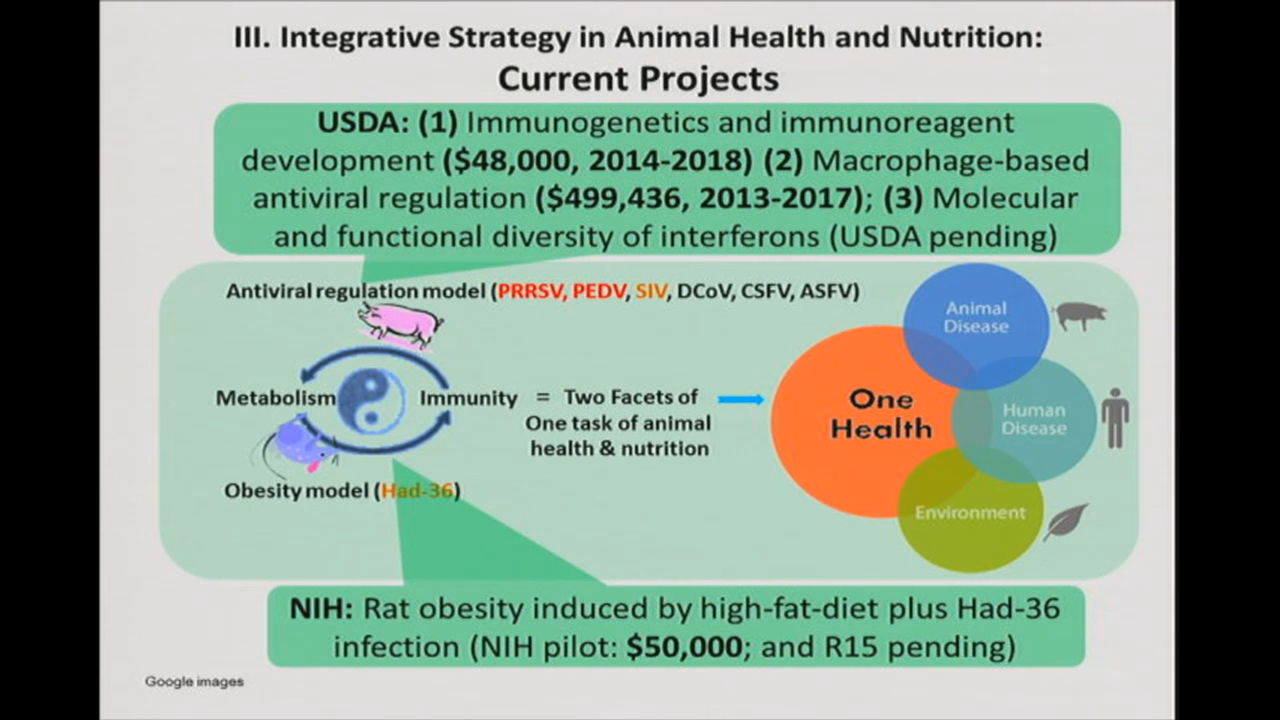 III. Integrative Strategy in Animal Health and Nutrition:
Current Projects
USDA: (1) Immunogenetics and immunoreagent
development ($48,000, 2014-2018) (2) Macrophage-based
antiviral regulation ($499,436, 2013-2017); (3) Molecular
and functional diversity of interferons (USDA pending)
Antiviral regulation model (PRRSV, PEDV, SIV, DCoV, CSFV, ASFV)
Metabolism
Immunity
= Two Facets of
One task of animal
health & nutrition
Obesity model (Had-36)
One
Health
Animal
Disease
Human
Disease
Environment
NIH: Rat obesity induced by high-fat-diet plus Had-36
infection (NIH pilot: $50,000; and R15 pending)
Google images